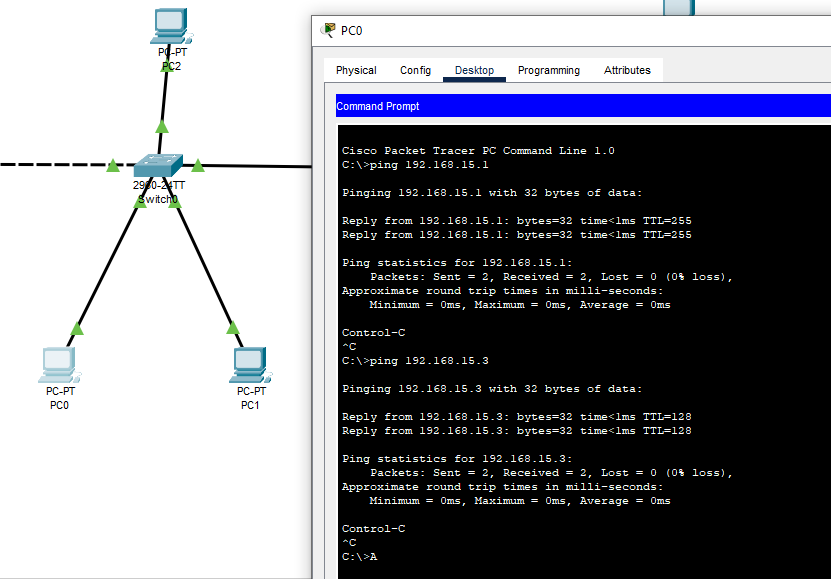 PC-PT
PC2
2960-24TT
Switch0
PC-PT
PC0
PC-PT
PC1
PC0
Physical
Config
Desktop
Programming
Attributes
Command Prompt
Cisco Packet Tracer PC Command Line 1.0
C:\>ping 192.168.15.1
Pinging 192.168.15.1 with 32 bytes of data:
Reply from 192.168.15.1: bytes=32 time<1ms TTL=255
Reply from 192.168.15.1: bytes=32 time<1ms TTL=255
Ping statistics for 192.168.15.1:
Packets: Sent = 2, Received = 2, Lost = 0 (0% loss),
Approximate round trip times in milli-seconds:
Minimum = 0ms, Maximum = 0ms, Average = 0ms
Control-C
^C
C:\>ping 192.168.15.3
Pinging 192.168.15.3 with 32 bytes of data:
Reply from 192.168.15.3: bytes=32 time<1ms TTL=128
Reply from 192.168.15.3: bytes=32 time<1ms TTL=128
Ping statistics for 192.168.15.3:
Packets: Sent = 2, Received = 2, Lost = 0 (0% loss),
Approximate round trip times in milli-seconds:
Minimum = 0ms, Maximum = 0ms, Average = 0ms
Control-C
^C
C:\>A